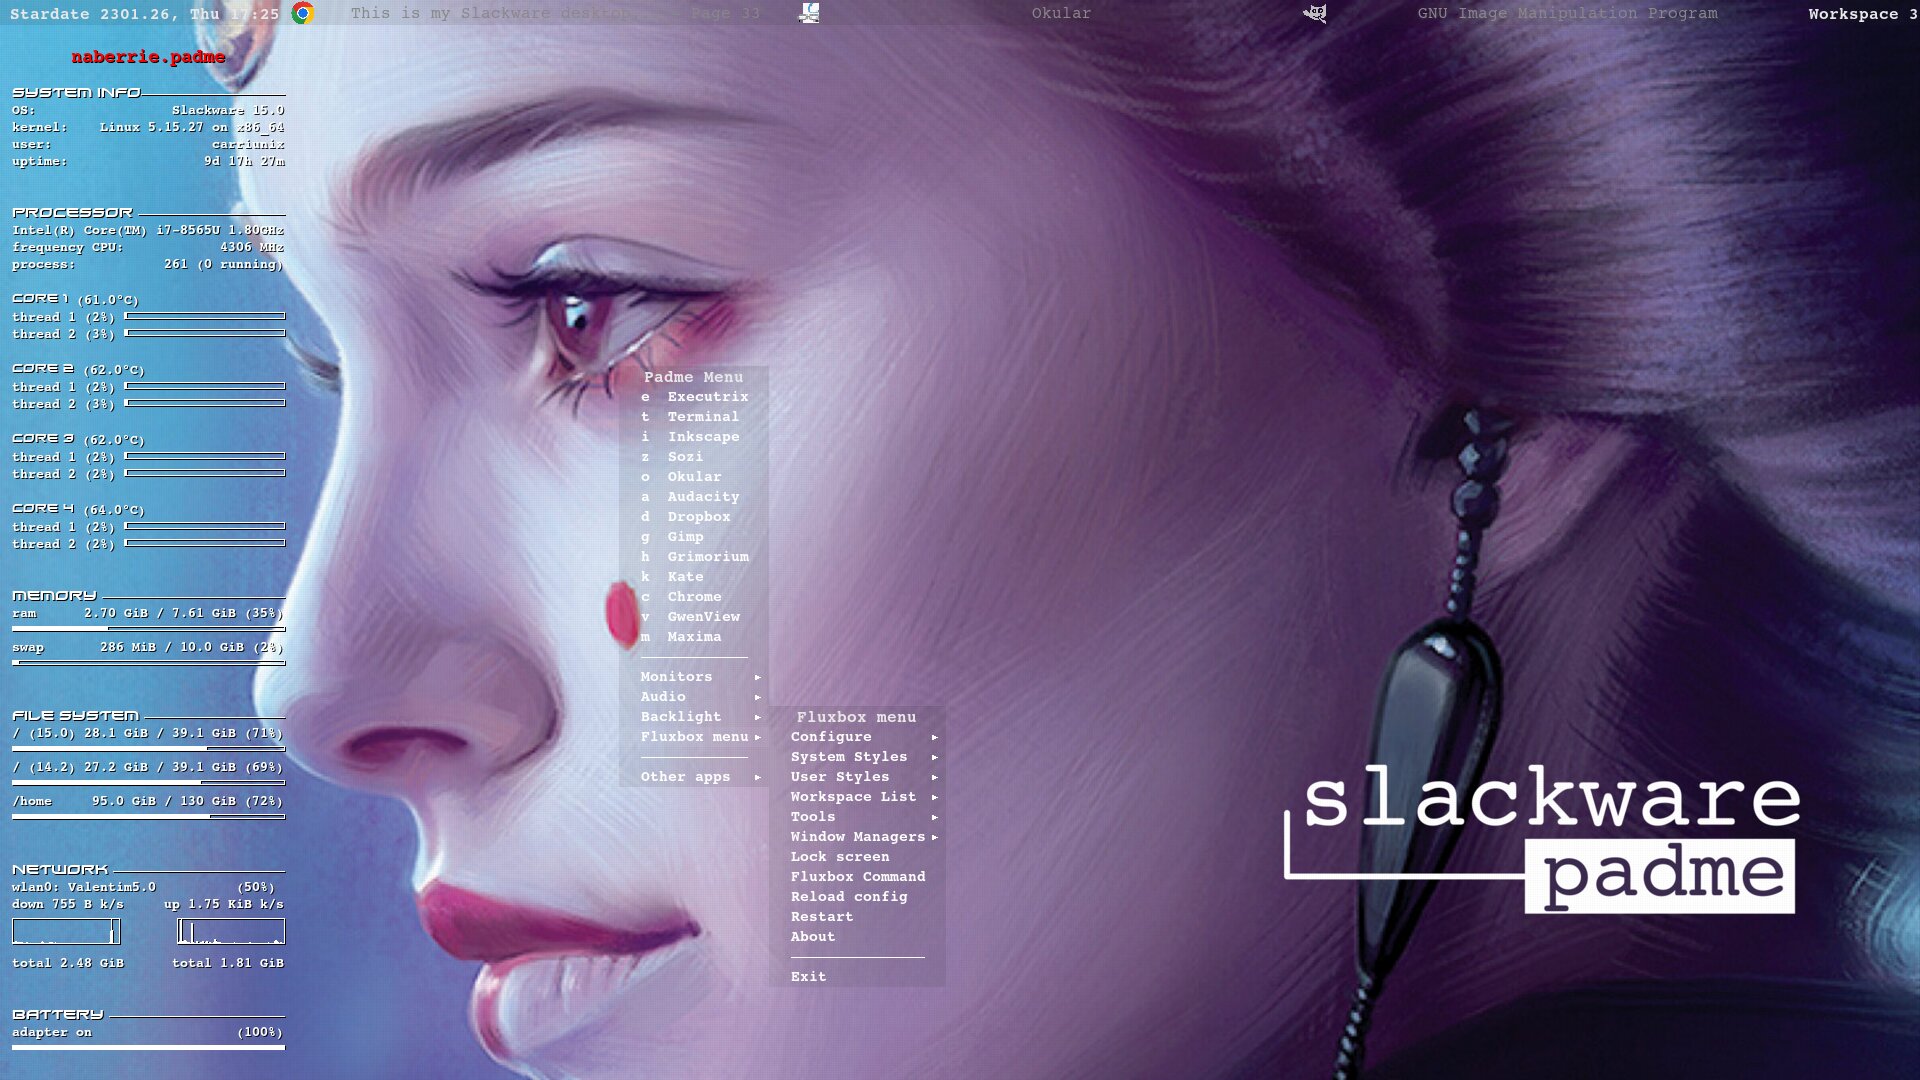 Stardate 2301.26, Thu 17:25
This is my Slackware desk
Page 33
Okular
GNU Image Manipulation Program
Workspace 3
naberrie.padme
SYSTEM INFO
OS: Slackware 15.0
kernel: Linux 5.15.27 on x86_64
user: carriunix
uptime: 9d 17h 27m
PROCESSOR
Intel(R) Core(TM) i7-8565U 1.80GHz
frequency CPU: 4306 MHz
process: 261 (0 running)
CORE 1 (61.0°C)
thread 1 (2%)
thread 2 (3%)
CORE 2 (62.0°C)
thread 1 (2%)
thread 2 (3%)
CORE 3 (62.0°C)
thread 1 (2%)
thread 2 (2%)
CORE 4 (64.0°C)
thread 1 (2%)
thread 2 (2%)
MEMORY
ram 2.70 GiB / 7.61 GiB (35%)
swap 286 MiB / 10.0 GiB (2%)
FILE SYSTEM
/ (15.0) 28.1 GiB / 39.1 GiB (71%)
/ (14.2) 27.2 GiB / 39.1 GiB (69%)
/home 95.0 GiB / 130 GiB (72%)
NETWORK
wlan0: Valentim5.0 (50%)
down 755 B k/s up 1.75 KiB k/s
total 2.48 GiB total 1.81 GiB
BATTERY
adapter on (100%)
Padme Menu
e Executrix
t Terminal
i Inkscape
z Sozi
o Okular
a Audacity
d Dropbox
g Gimp
h Grimorium
k Kate
c Chrome
v GwenView
m Maxima
Monitors
Audio
Backlight
Fluxbox menu
Other apps
Fluxbox menu
Configure
System Styles
User Styles
Workspace List
Tools
Window Managers
Lock screen
Fluxbox Command
Reload config
Restart
About
Exit
slackware
padme